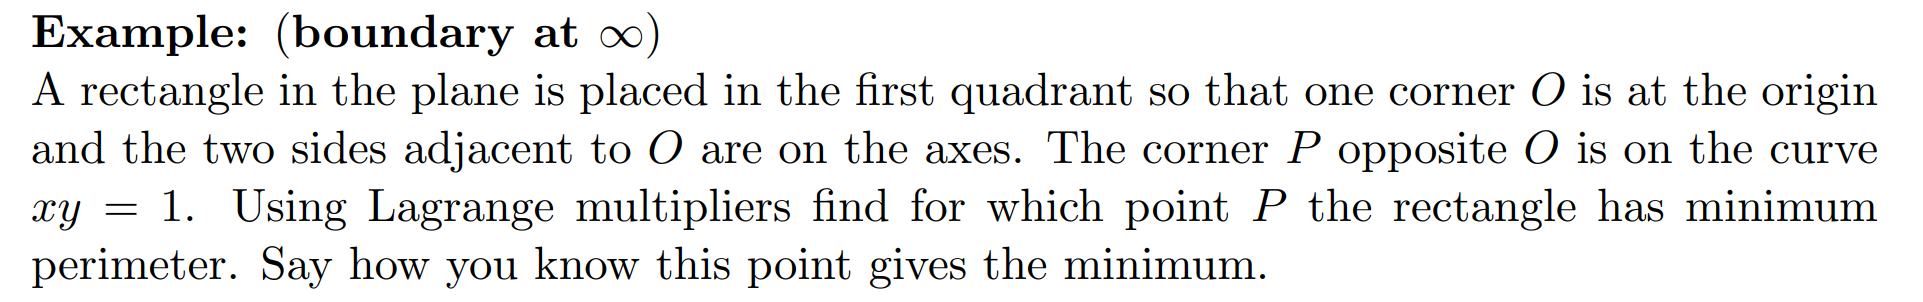 Example: (boundary at ∞)
A rectangle in the plane is placed in the first quadrant so that one corner O is at the origin
and the two sides adjacent to O are on the axes. The corner P opposite O is on the curve
xy = 1. Using Lagrange multipliers find for which point P the rectangle has minimum
perimeter. Say how you know this point gives the minimum.